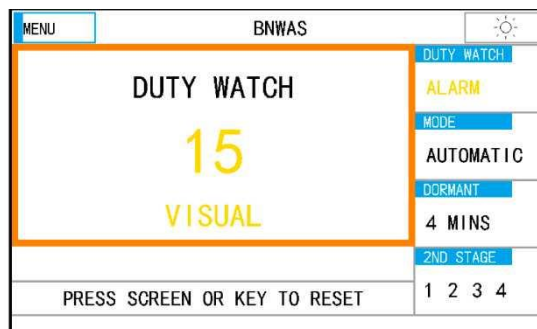 MENU
BNWAS
DUTY WATCH
15
VISUAL
PRESS SCREEN OR KEY TO RESET
DUTY WATCH
ALARM
MODE
AUTOMATIC
DORMANT
4 MINS
2ND STAGE
1 2 3 4